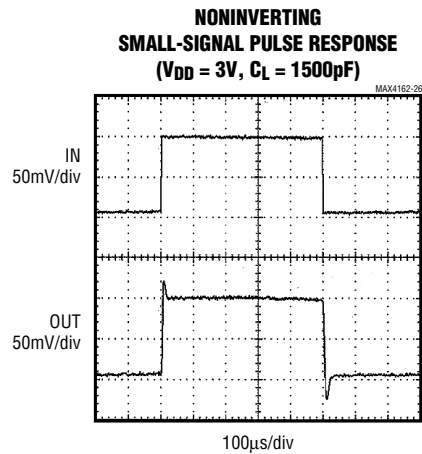 NONINVERTING
SMALL-SIGNAL PULSE RESPONSE
(VDD = 3V, CL = 1500pF)
MAX4162-26
IN
50mV/div
OUT
50mV/div
100µs/div